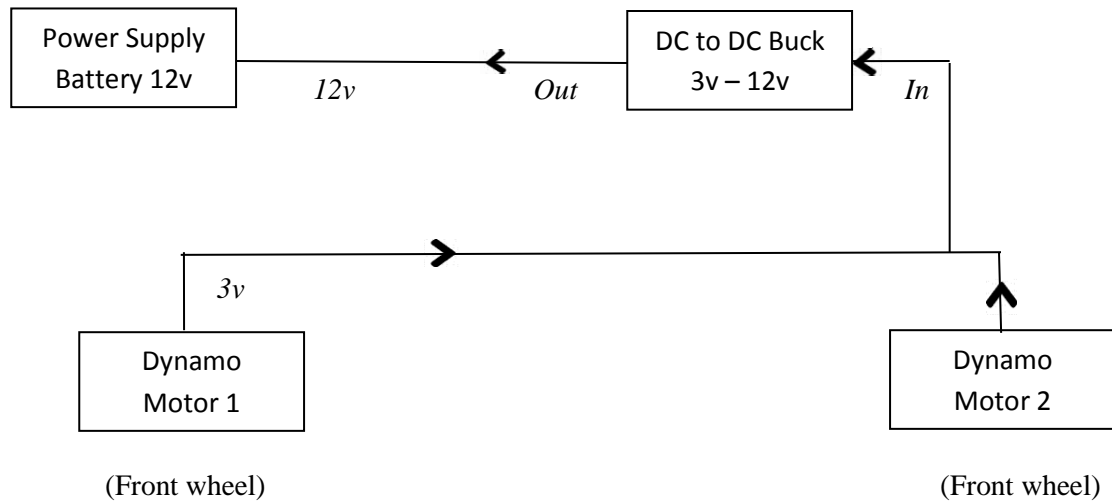 Power Supply
Battery 12v
12v
Out
DC to DC Buck
3v – 12v
In
3v
Dynamo
Motor 1
(Front wheel)
Dynamo
Motor 2
(Front wheel)